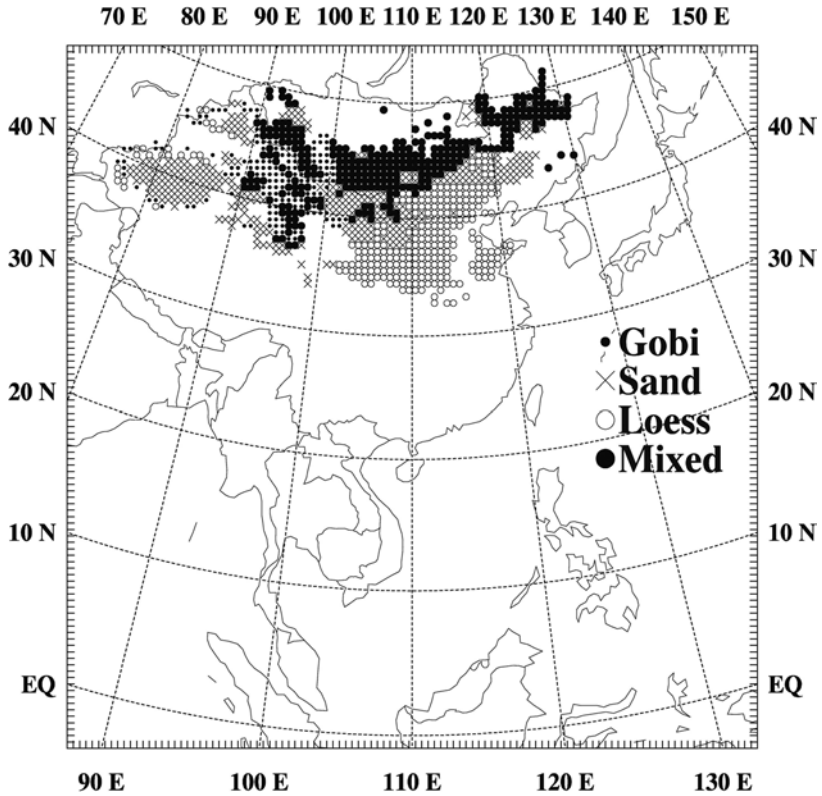 70 E 80 E 90 E 100 E 110 E 120 E 130 E 140 E 150 E
40 N 40 N
30 N 30 N
Gobi
Sand
20 N 20 N
Loess
Mixed
10 N 10 N
EQ EQ
90 E 100 E 110 E 120 E 130 E